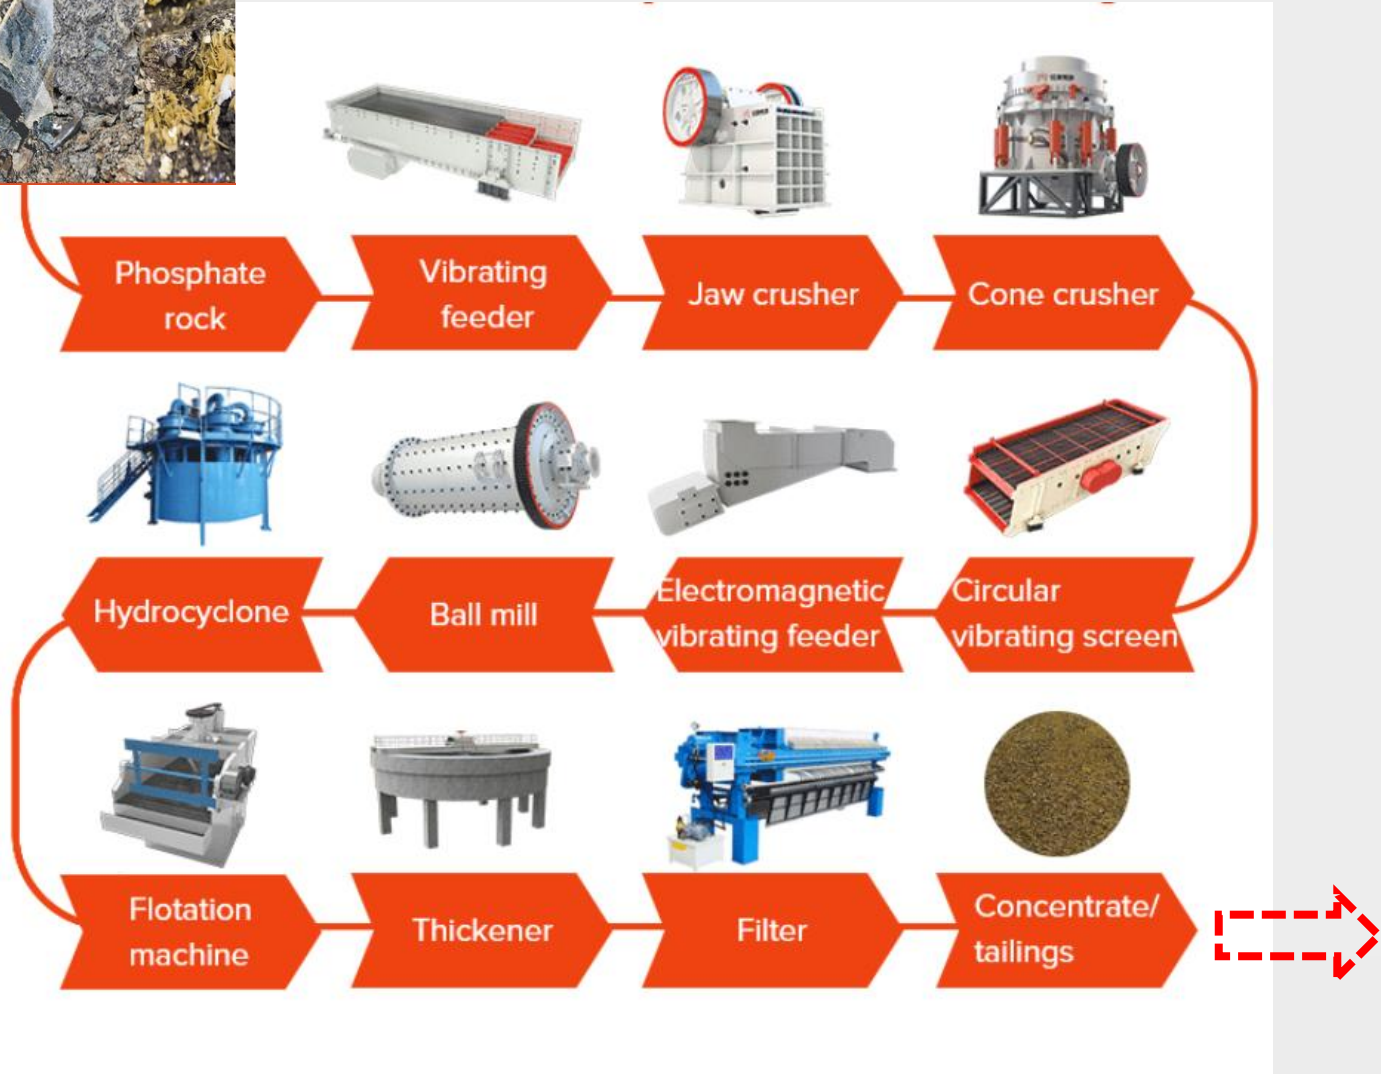 Phosphate
rock
Vibrating
feeder
Jaw crusher
Cone crusher
Hydrocyclone
Ball mill
Electromagnetic
vibrating feeder
Circular
vibrating screen
Flotation
machine
Thickener
Filter
Concentrate/
tailings